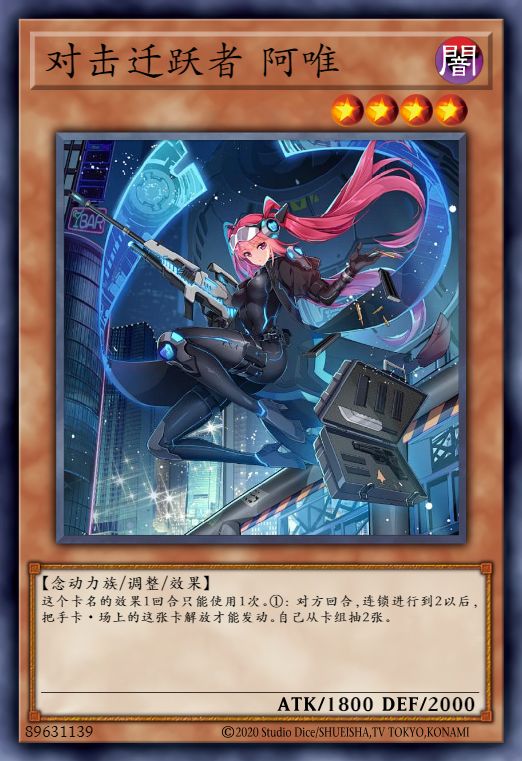 对击迁跃者 阿唯
闇
BAR
【念动力族/调整/效果】
这个卡名的效果1回合只能使用1次。①: 对方回合,连锁进行到2以后,
把手卡·场上的这张卡解放才能发动。自己从卡组抽2张。
ATK/1800 DEF/2000
89631139
©2020 Studio Dice/SHUEISHA,TV TOKYO,KONAMI